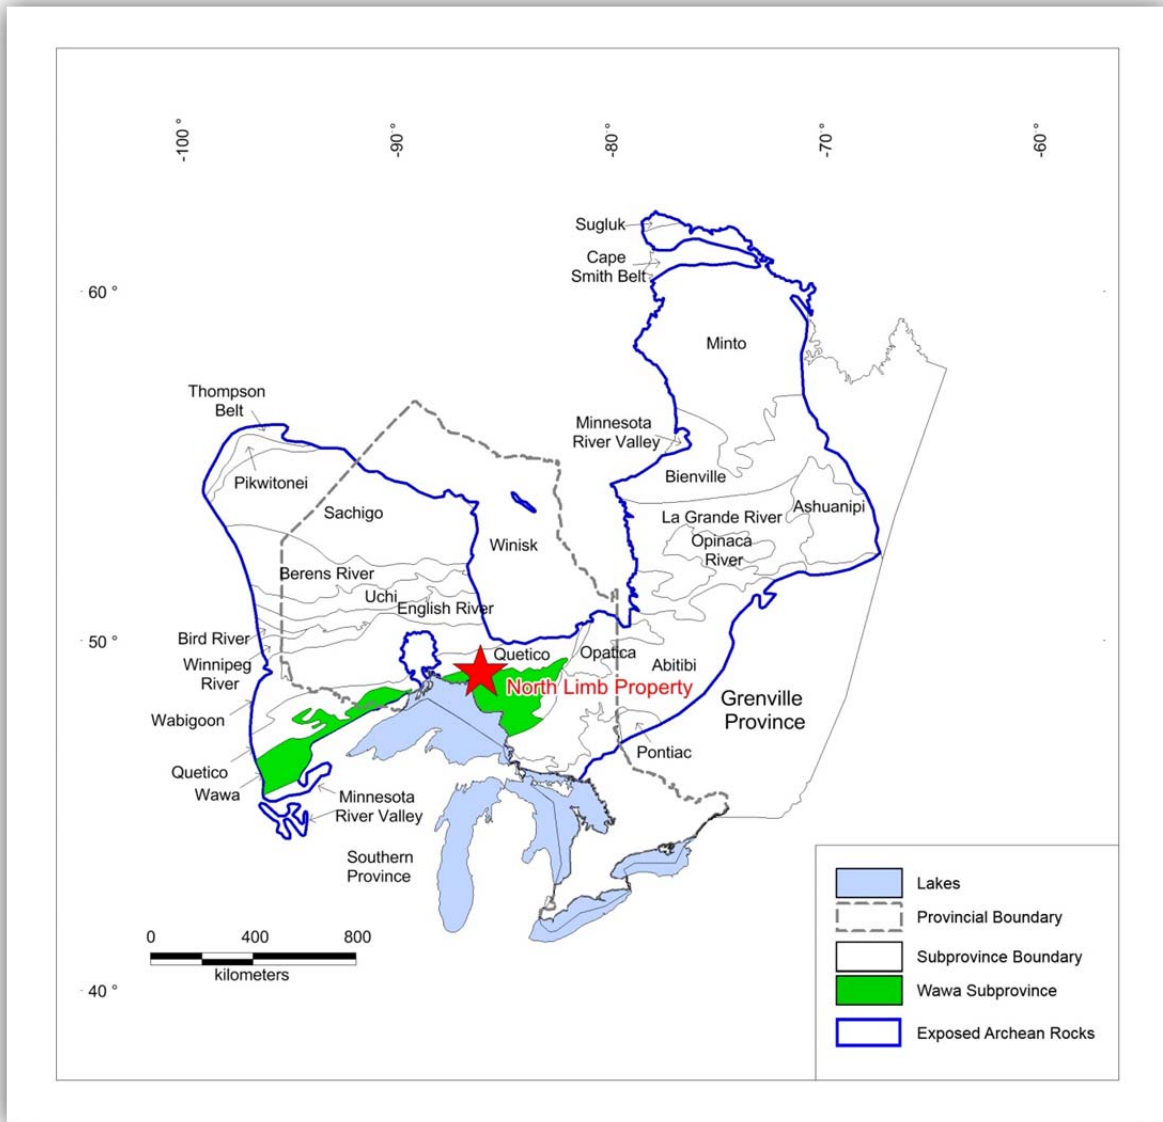 -100 °
-90 °
-80 °
-70 °
-60 °
Sugluk
Cape
Smith Belt
60 °
Minto
Thompson
Belt
Minnesota
River Valley
Bienville
Pikwitonei
Sachigo
La Grande River
Ashuanipi
Opinaca
River
Winisk
Berens River
Uchi
English River
Bird River
50 °
Quetico
Opatica
Abitibi
Winnipeg
River
North Limb Property
Grenville
Province
Wabigoon
Pontiac
Quetico
Wawa
Minnesota
River Valley
Southern
Province
Lakes
Provincial Boundary
Subprovince Boundary
Wawa Subprovince
Exposed Archean Rocks
0 400 800
kilometers
40 °